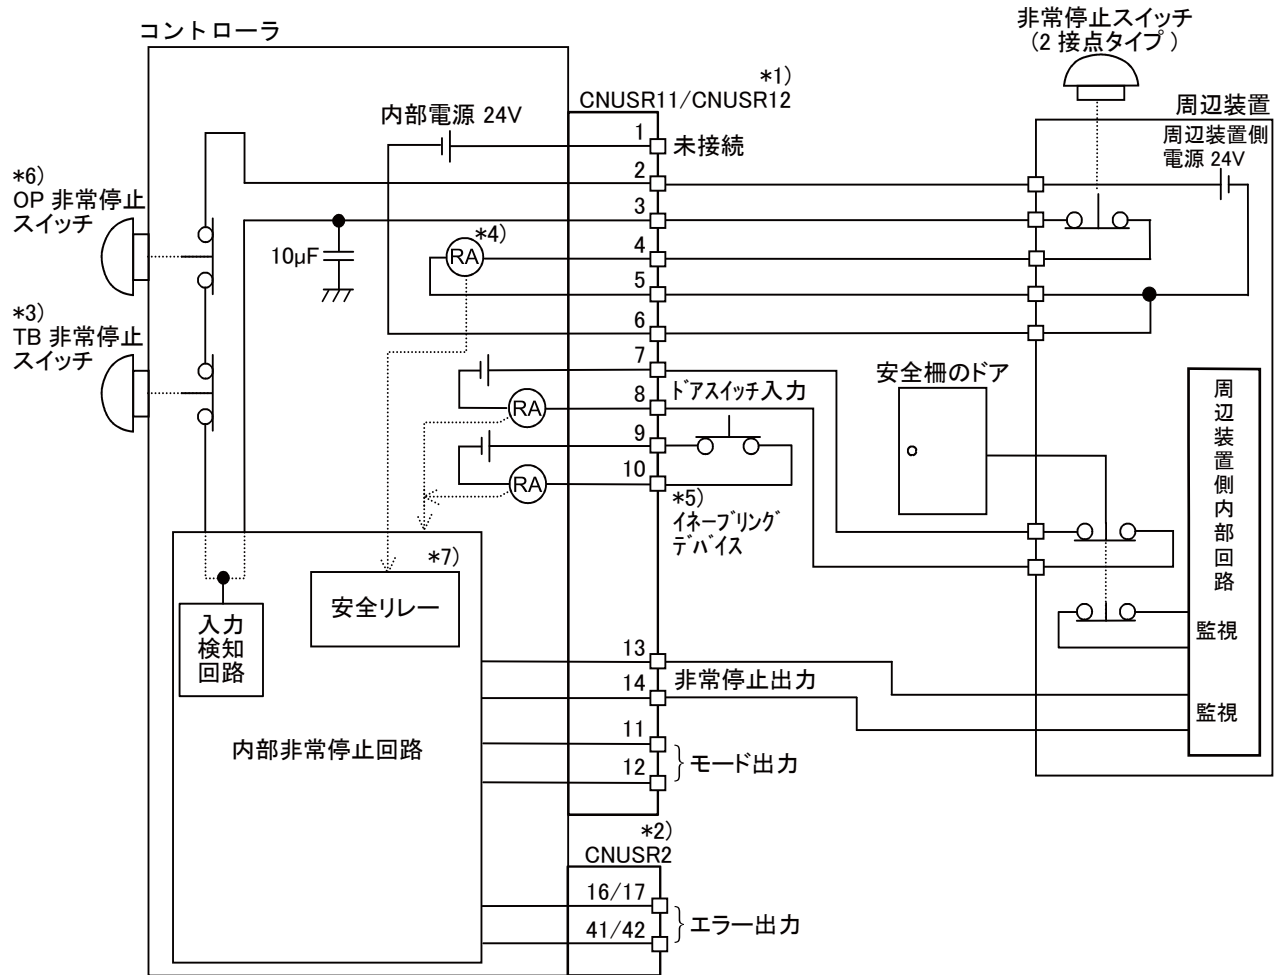 コントローラ
非常停止スイッチ
（2 接点タイプ）
*1)
CNUSR11/CNUSR12
周辺装置
内部電源 24V
周辺装置側
電源 24V
1
未接続
2
*6)
OP 非常停止
スイッチ
3
*4)
10μF
RA
4
5
*3)
TB 非常停止
スイッチ
6
7
安全柵のドア
ドアスイッチ入力
8
RA
9
10
RA
*5)
イネーブリング
デバイス
周辺装置側内部回路
*7)
安全リレー
入力
検知
回路
監視
13
非常停止出力
14
監視
11
内部非常停止回路
モード出力
12
*2)
CNUSR2
16/17
エラー出力
41/42